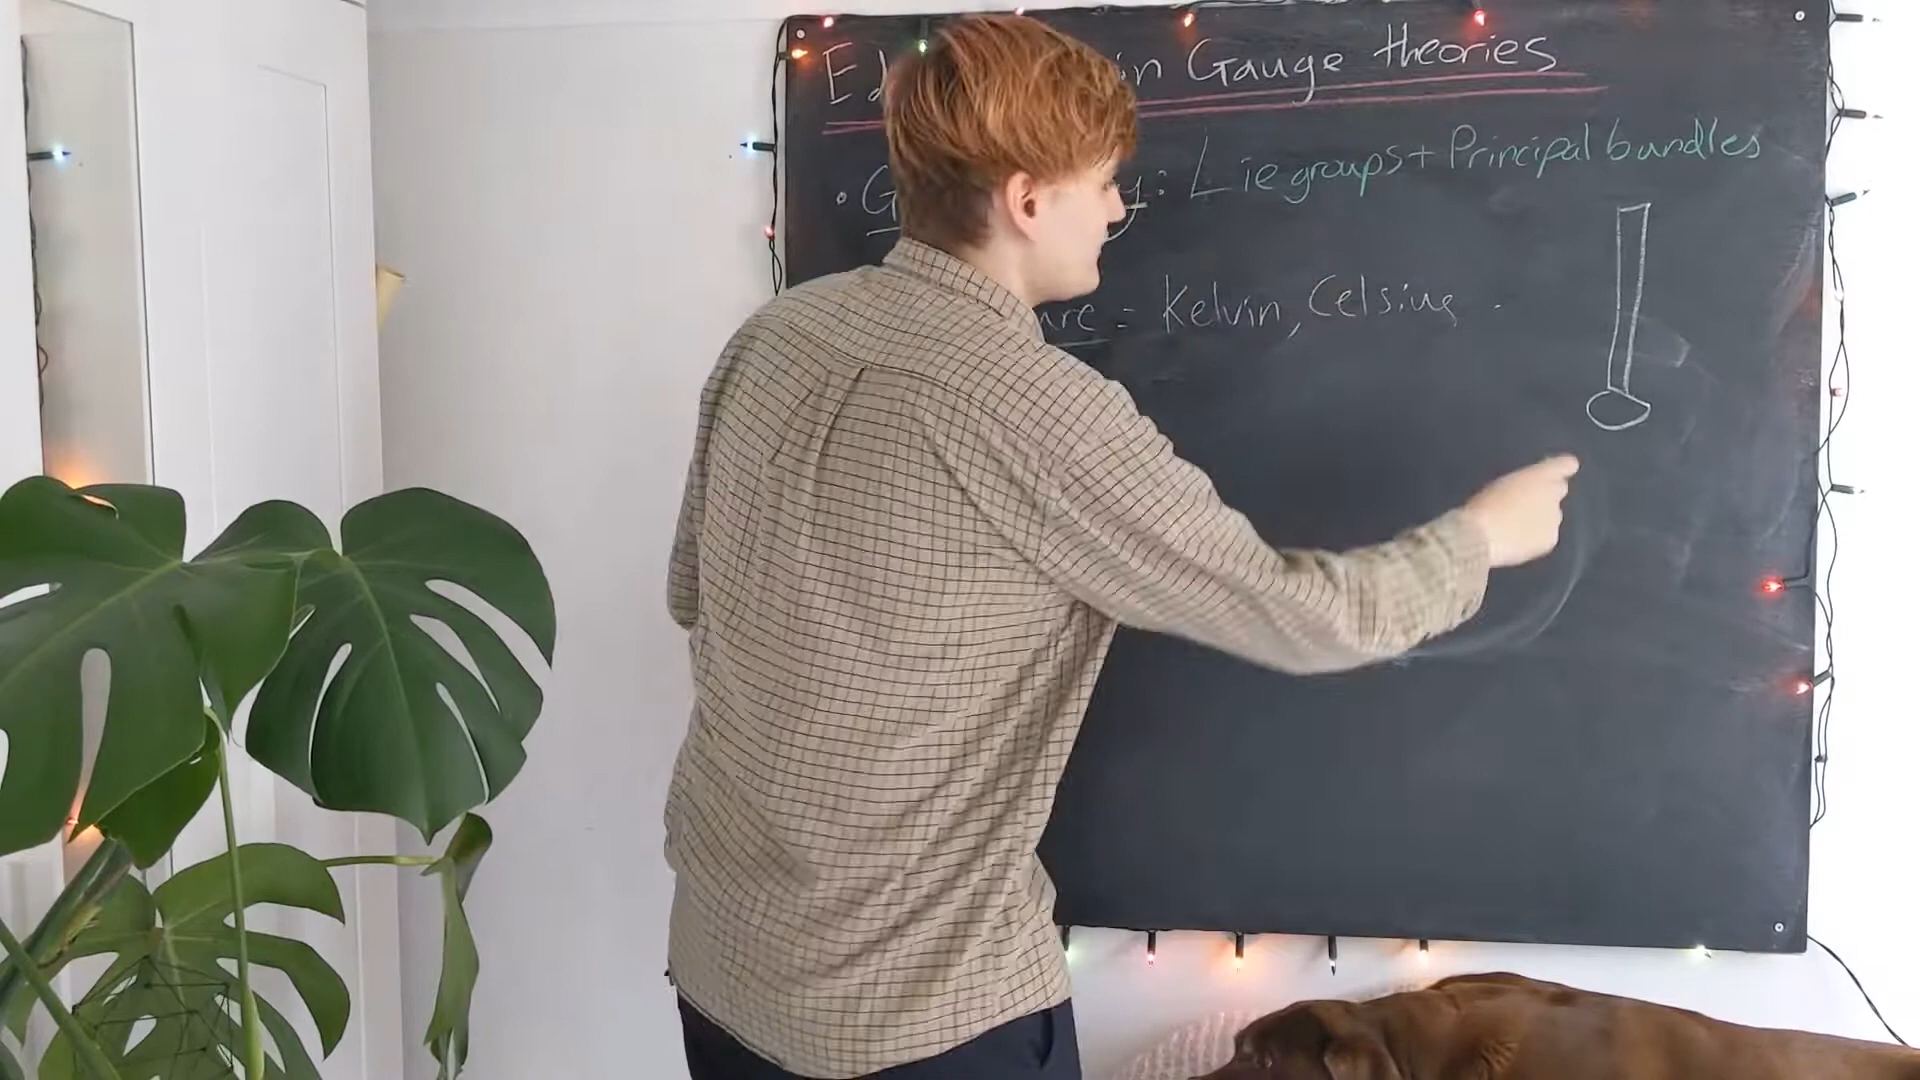 in Gauge theories
: Lie groups + Principal bundles
= Kelvin, Celsius